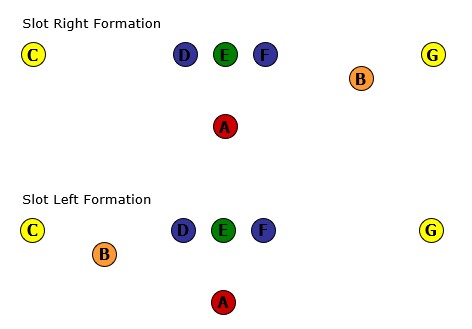 Slot Right Formation
C D E F G
B
A
Slot Left Formation
C D E F G
B
A